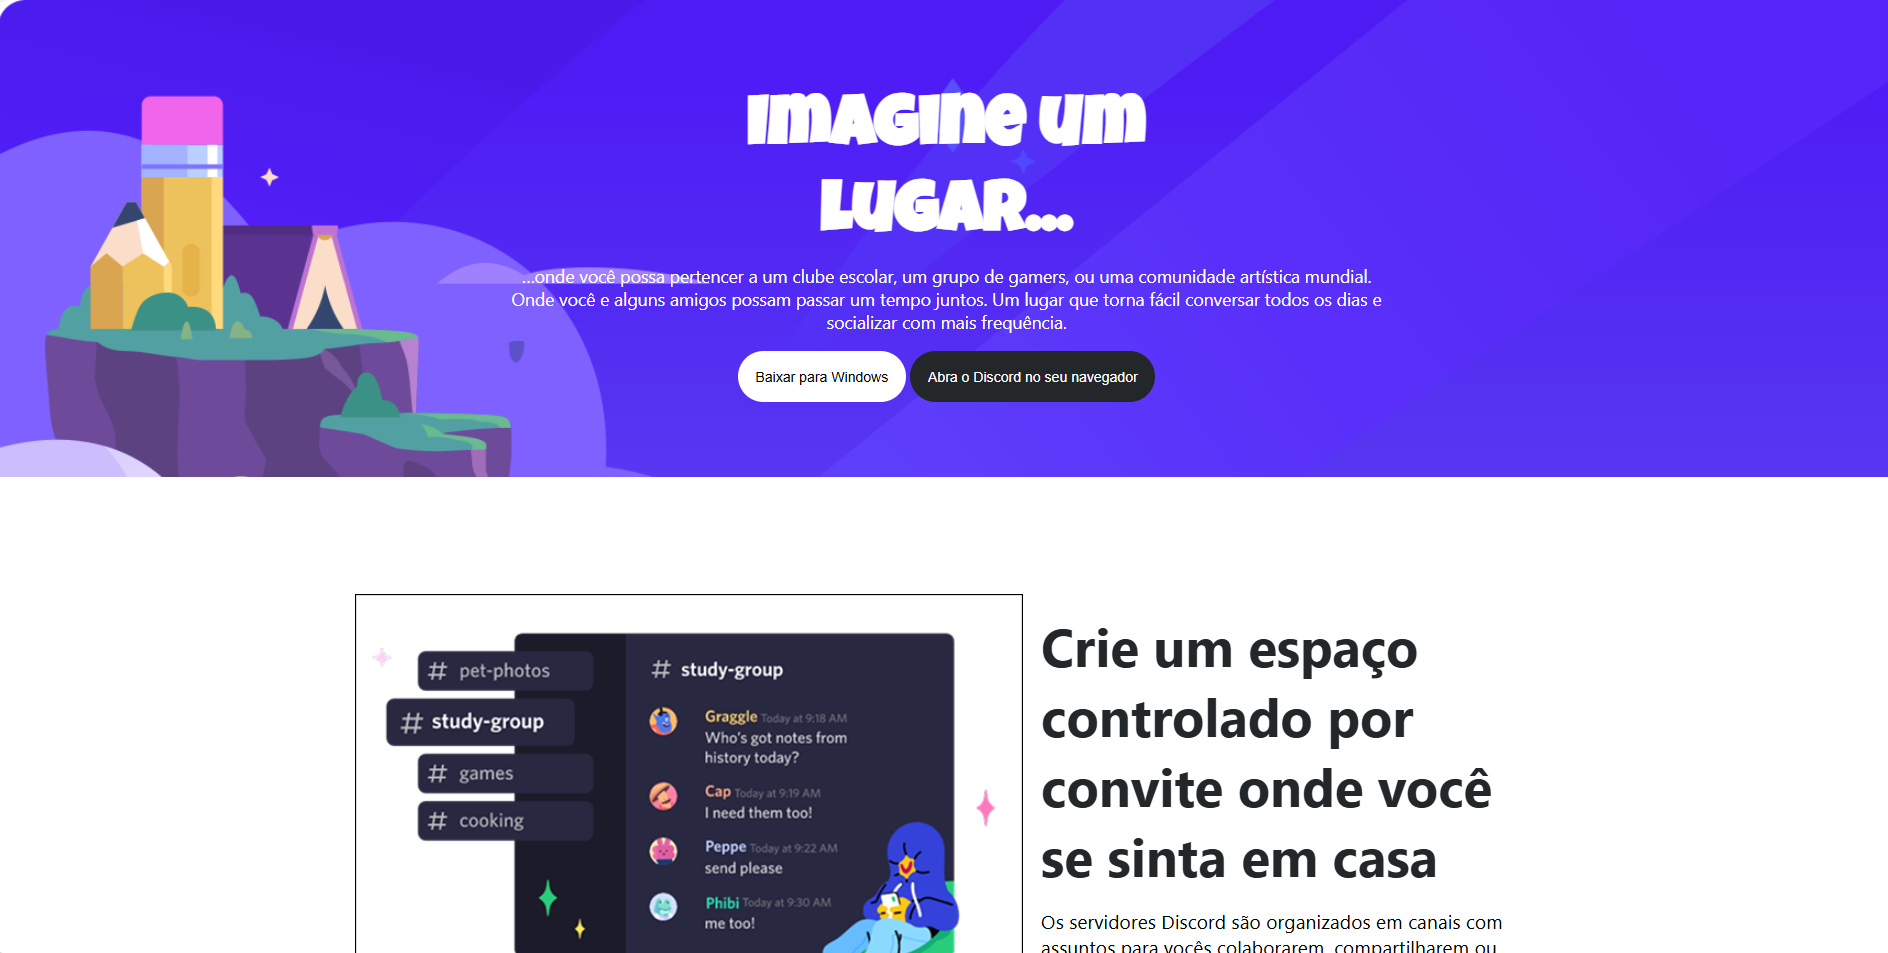 Imagine um
lugar...
...onde você possa pertencer a um clube escolar, um grupo de gamers, ou uma comunidade artística mundial.
Onde você e alguns amigos possam passar um tempo juntos. Um lugar que torna fácil conversar todos os dias e
socializar com mais frequência.
Baixar para Windows
Abra o Discord no seu navegador
# pet-photos
# study-group
# games
# cooking
# study-group
Graggle Today at 9:18 AM
Who's got notes from
history today?
Cap Today at 9:19 AM
I need them too!
Peppe Today at 9:22 AM
send please
Phibi Today at 9:30 AM
me too!
Crie um espaço
controlado por
convite onde você
se sinta em casa
Os servidores Discord são organizados em canais com
assuntos para vocês colaborarem, compartilharem ou